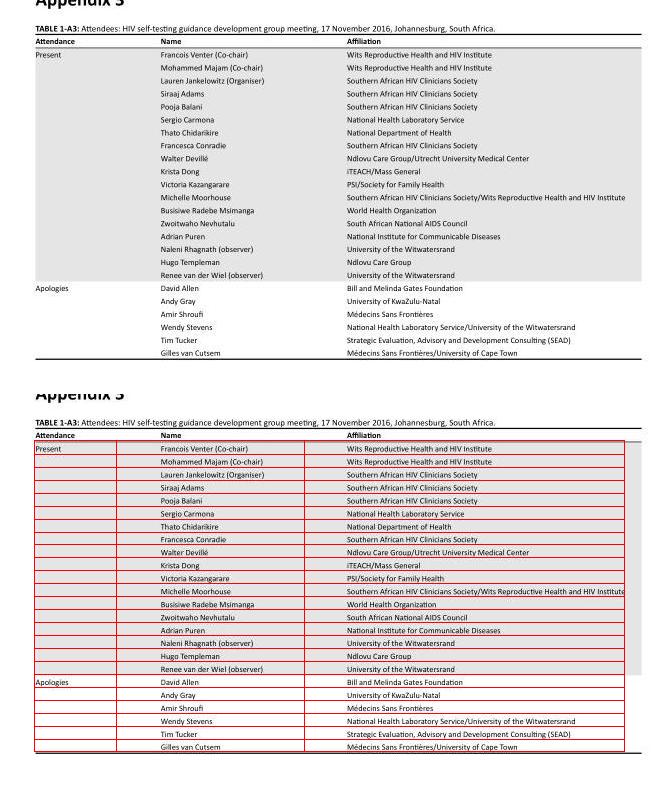 Appendix 3
TABLE 1-A3: Attendees: HIV self-testing guidance development group meeting, 17 November 2016, Johannesburg, South Africa.
Attendance Name Affiliation
Present Francois Venter (Co-chair) Wits Reproductive Health and HIV Institute
Mohammed Majam (Co-chair) Wits Reproductive Health and HIV Institute
Lauren Jankelowitz (Organiser) Southern African HIV Clinicians Society
Siraaj Adams Southern African HIV Clinicians Society
Pooja Balani Southern African HIV Clinicians Society
Sergio Carmona National Health Laboratory Service
Thato Chidarikire National Department of Health
Francesca Conradie Southern African HIV Clinicians Society
Walter Devillé Ndlovu Care Group/Utrecht University Medical Center
Krista Dong iTEACH/Mass General
Victoria Kazangarare PSI/Society for Family Health
Michelle Moorhouse Southern African HIV Clinicians Society/Wits Reproductive Health and HIV Institute
Busisiwe Radebe Msimanga World Health Organization
Zwoitwaho Nevhutalu South African National AIDS Council
Adrian Puren National Institute for Communicable Diseases
Naleni Rhagnath (observer) University of the Witwatersrand
Hugo Templeman Ndlovu Care Group
Renee van der Wiel (observer) University of the Witwatersrand
Apologies David Allen Bill and Melinda Gates Foundation
Andy Gray University of KwaZulu-Natal
Amir Shroufi Médecins Sans Frontières
Wendy Stevens National Health Laboratory Service/University of the Witwatersrand
Tim Tucker Strategic Evaluation, Advisory and Development Consulting (SEAD)
Gilles van Cutsem Médecins Sans Frontières/University of Cape Town
Appendix 3
TABLE 1-A3: Attendees: HIV self-testing guidance development group meeting, 17 November 2016, Johannesburg, South Africa.
Attendance Name Affiliation
Present Francois Venter (Co-chair) Wits Reproductive Health and HIV Institute
Mohammed Majam (Co-chair) Wits Reproductive Health and HIV Institute
Lauren Jankelowitz (Organiser) Southern African HIV Clinicians Society
Siraaj Adams Southern African HIV Clinicians Society
Pooja Balani Southern African HIV Clinicians Society
Sergio Carmona National Health Laboratory Service
Thato Chidarikire National Department of Health
Francesca Conradie Southern African HIV Clinicians Society
Walter Devillé Ndlovu Care Group/Utrecht University Medical Center
Krista Dong iTEACH/Mass General
Victoria Kazangarare PSI/Society for Family Health
Michelle Moorhouse Southern African HIV Clinicians Society/Wits Reproductive Health and HIV Institute
Busisiwe Radebe Msimanga World Health Organization
Zwoitwaho Nevhutalu South African National AIDS Council
Adrian Puren National Institute for Communicable Diseases
Naleni Rhagnath (observer) University of the Witwatersrand
Hugo Templeman Ndlovu Care Group
Renee van der Wiel (observer) University of the Witwatersrand
Apologies David Allen Bill and Melinda Gates Foundation
Andy Gray University of KwaZulu-Natal
Amir Shroufi Médecins Sans Frontières
Wendy Stevens National Health Laboratory Service/University of the Witwatersrand
Tim Tucker Strategic Evaluation, Advisory and Development Consulting (SEAD)
Gilles van Cutsem Médecins Sans Frontières/University of Cape Town